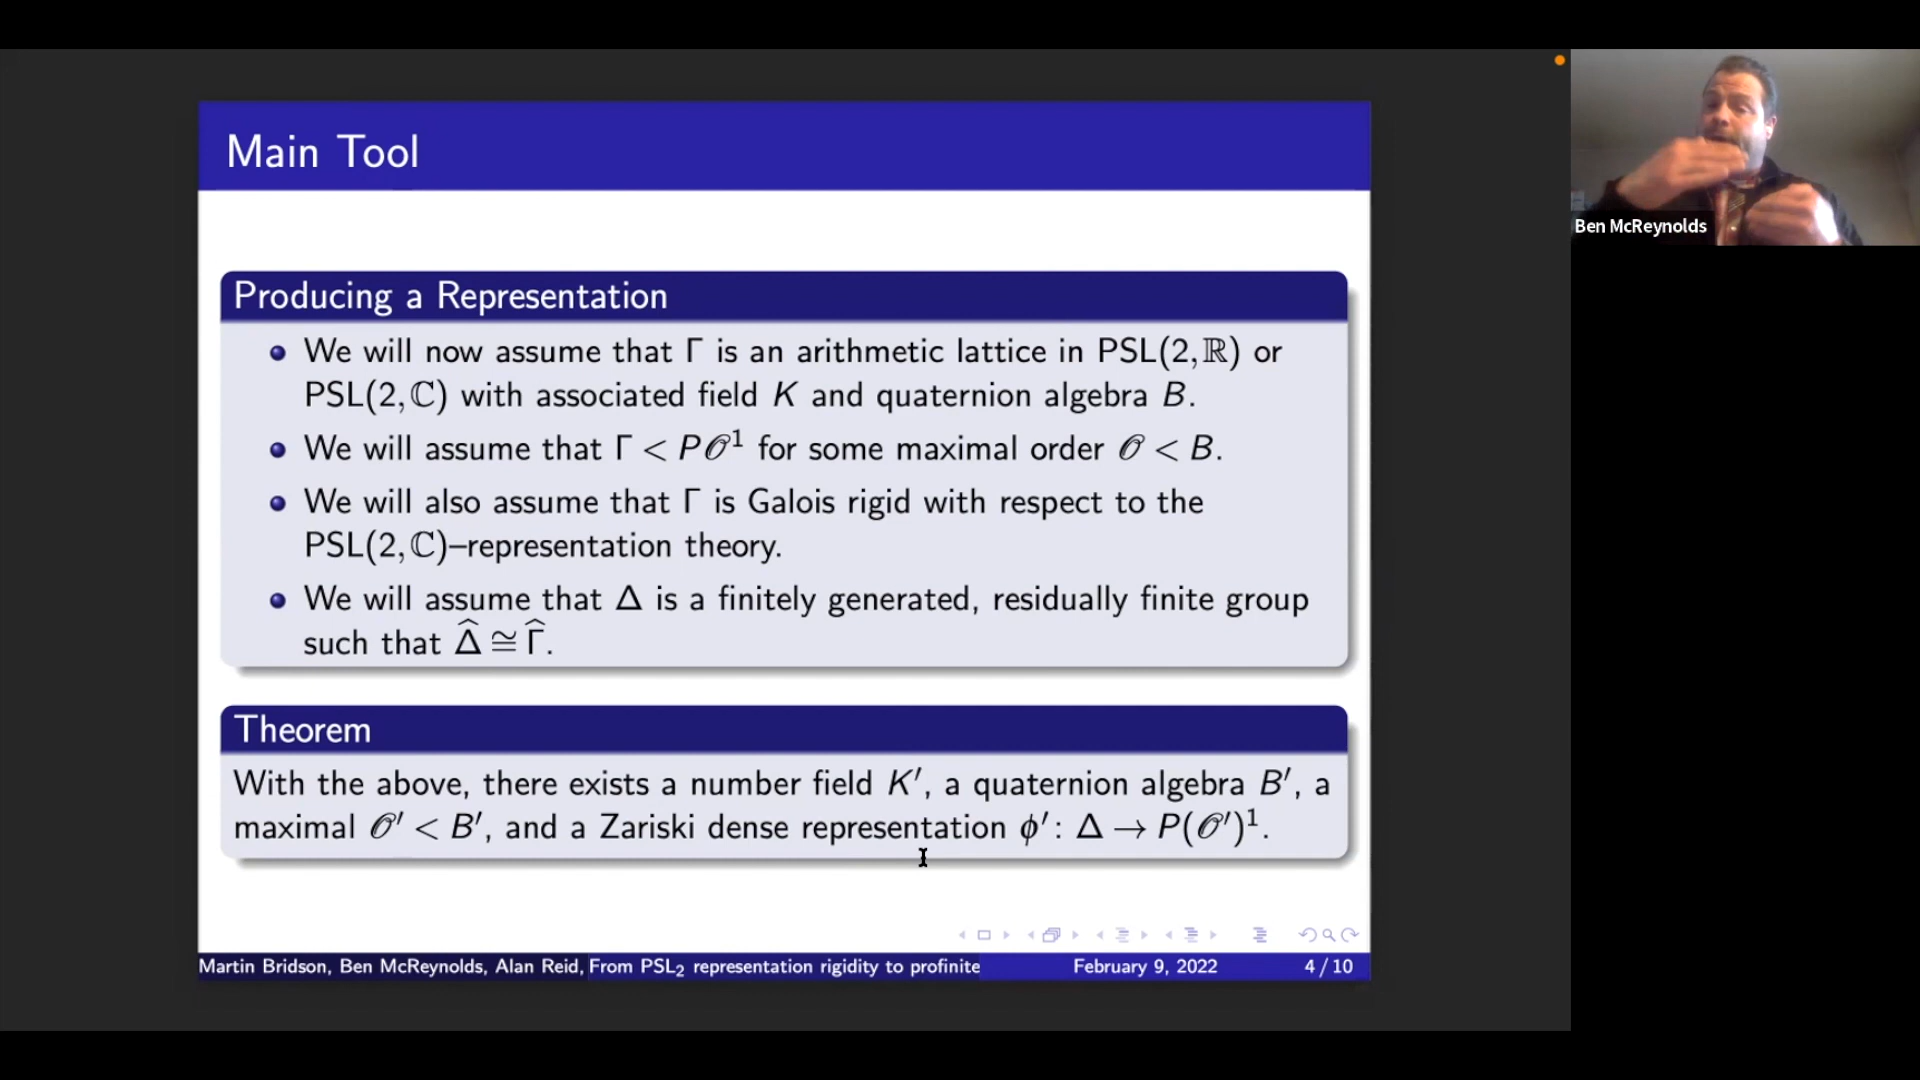 Main Tool
Producing a Representation
• We will now assume that Γ is an arithmetic lattice in PSL(2,ℝ) or
PSL(2,ℂ) with associated field K and quaternion algebra B.
• We will assume that Γ < P𝒪¹ for some maximal order 𝒪 < B.
• We will also assume that Γ is Galois rigid with respect to the
PSL(2,ℂ)–representation theory.
• We will assume that Δ is a finitely generated, residually finite group
such that Δ̂ ≅ Γ̂.
Theorem
With the above, there exists a number field K′, a quaternion algebra B′, a
maximal 𝒪′ < B′, and a Zariski dense representation ϕ′: Δ → P(𝒪′)¹.
Martin Bridson, Ben McReynolds, Alan Reid, From PSL₂ representation rigidity to profinite
February 9, 2022
4 / 10
Ben McReynolds